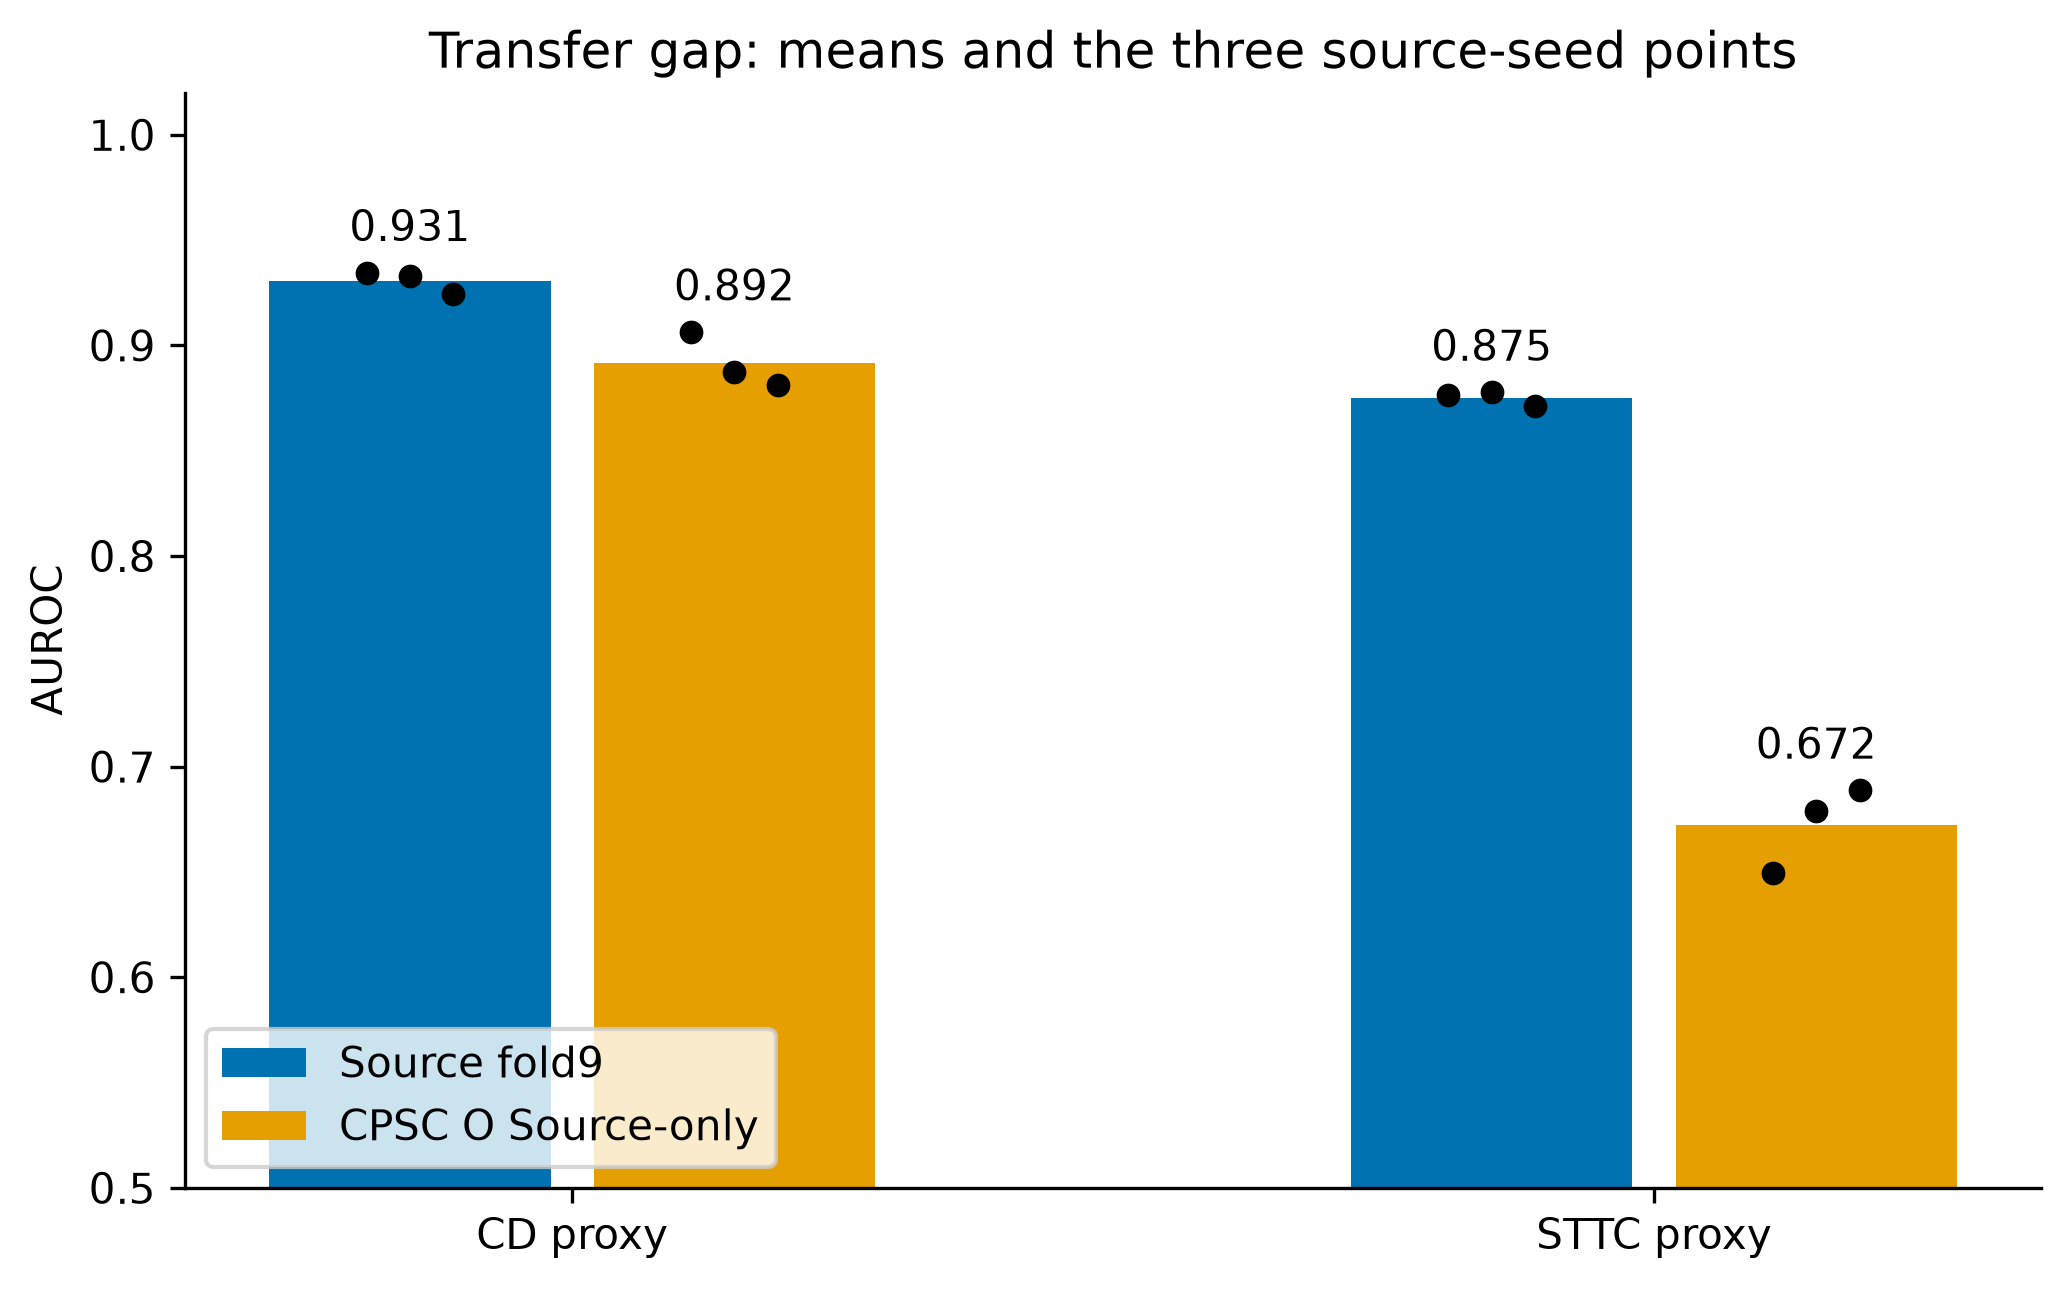 Transfer gap: means and the three source-seed points
1.0
0.9
0.8
0.7
0.6
0.5
AUROC
0.931
0.892
0.875
0.672
Source fold9
CPSC O Source-only
CD proxy
STTC proxy